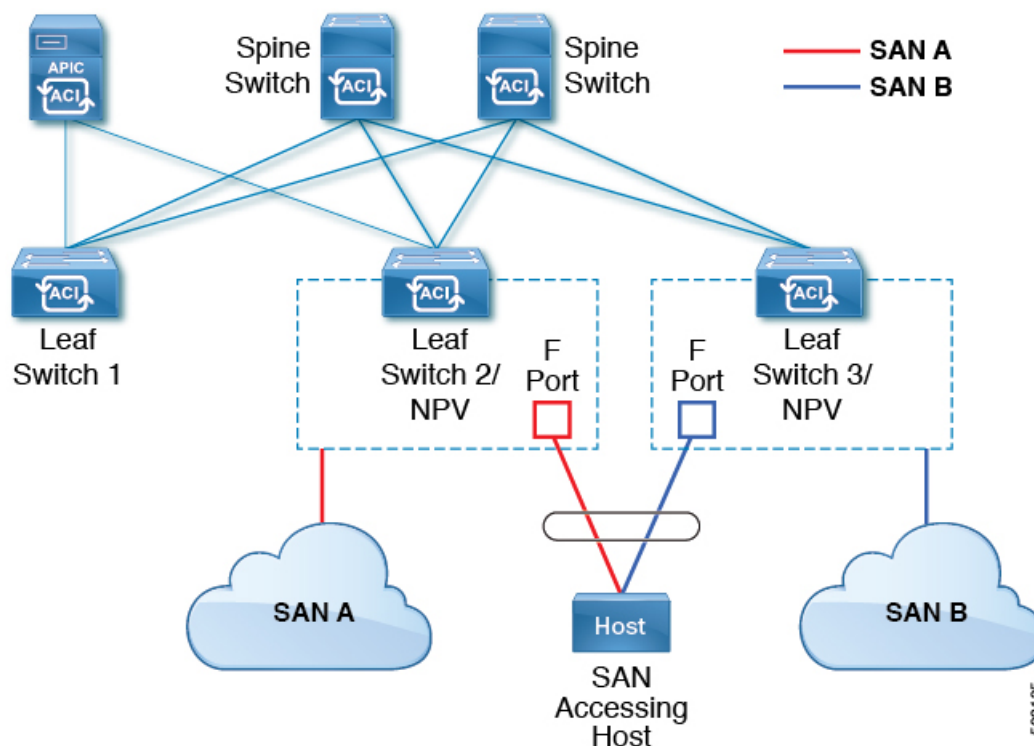 APIC
ACI
Spine
Switch
ACI
ACI
Spine
Switch
SAN A
SAN B
ACI
Leaf
Switch 1
ACI
Leaf
Switch 2/
NPV
F
Port
F
Port
ACI
Leaf
Switch 3/
NPV
SAN A
Host
SAN
Accessing
Host
SAN B